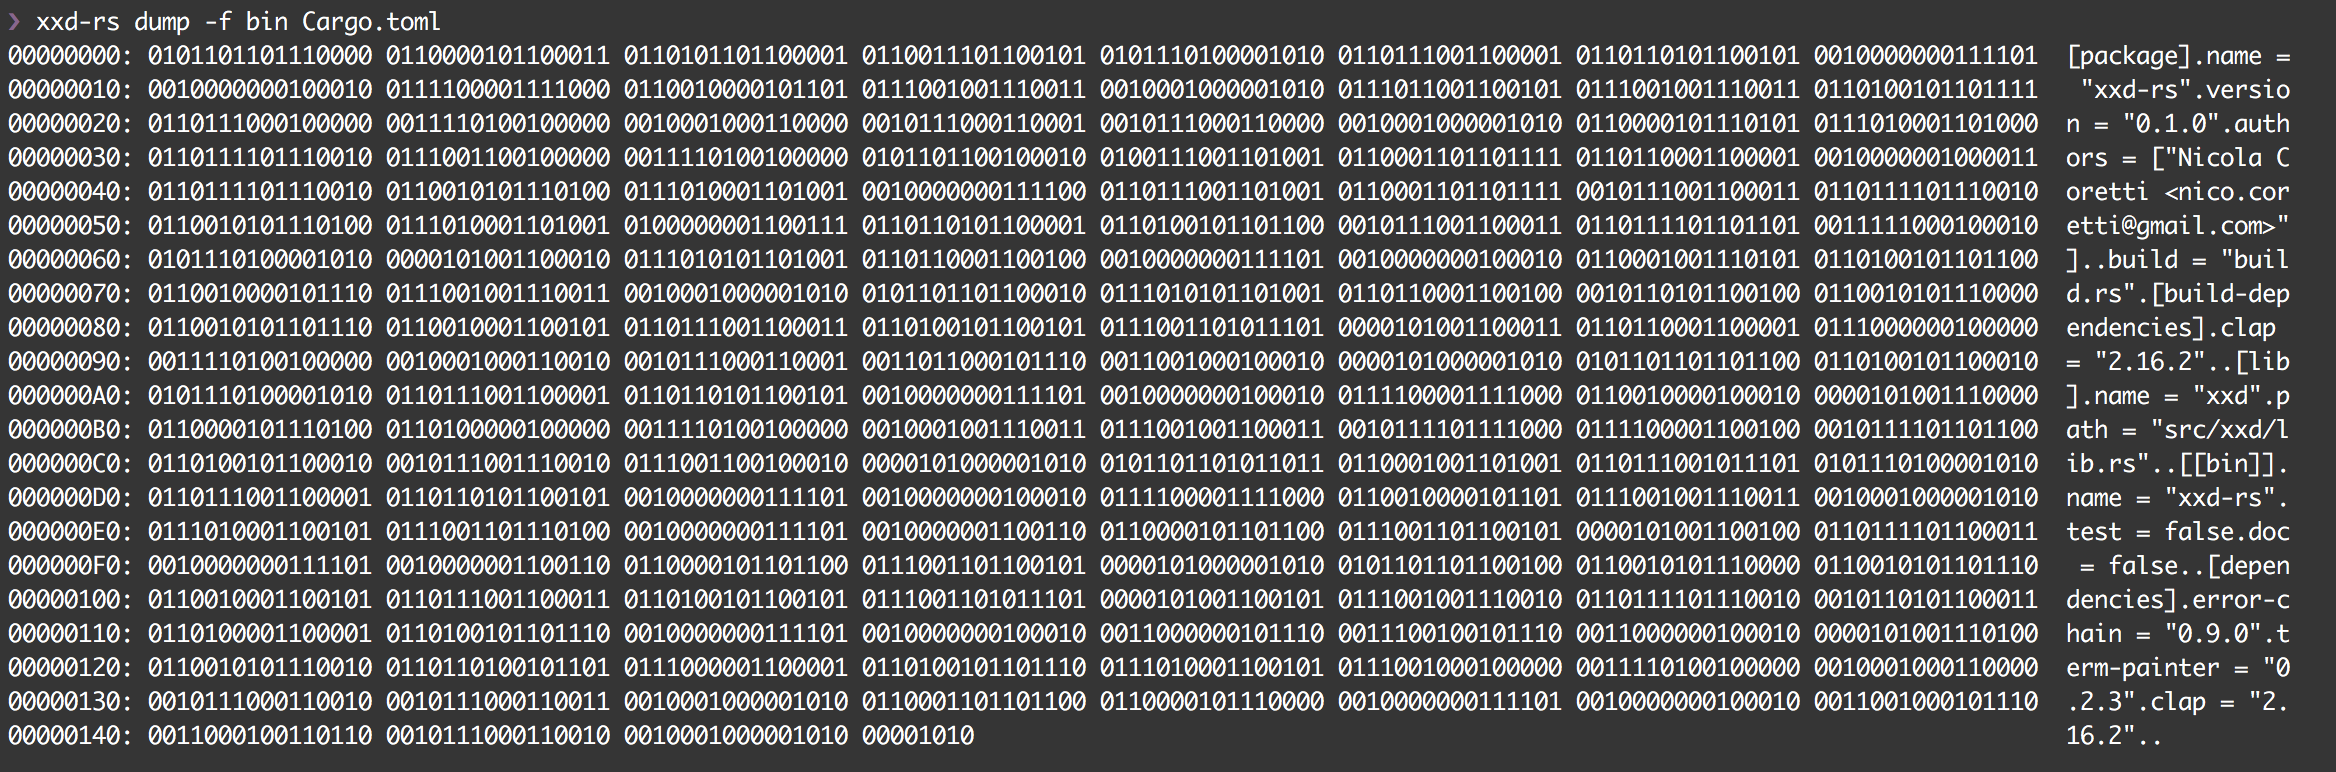 ❯ xxd-rs dump -f bin Cargo.toml
00000000: 0101101101110000 0110000101100011 0110101101100001 0110011101100101 0101110100001010 0110111001100001 0110110101100101 0010000000111101  [package].name =
00000010: 0010000000100010 0111100001111000 0110010000101101 0111001001110011 0010001000001010 0111011001100101 0111001001110011 0110100101101111   "xxd-rs".versio
00000020: 0110111000100000 0011110100100000 0010001000110000 0010111000110001 0010111000110000 0010001000001010 0110000101110101 0111010001101000  n = "0.1.0".auth
00000030: 0110111101110010 0111001100100000 0011110100100000 0101101100100010 0100111001101001 0110001101101111 0110110001100001 0010000001000011  ors = ["Nicola C
00000040: 0110111101110010 0110010101110100 0111010001101001 0010000000111100 0110111001101001 0110001101101111 0010111001100011 0110111101110010  oretti <nico.cor
00000050: 0110010101110100 0111010001101001 0100000001100111 0110110101100001 0110100101101100 0010111001100011 0110111101101101 0011111000100010  etti@gmail.com>"
00000060: 0101110100001010 0000101001100010 0111010101101001 0110110001100100 0010000000111101 0010000000100010 0110001001110101 0110100101101100  ]..build = "buil
00000070: 0110010000101110 0111001001110011 0010001000001010 0101101101100010 0111010101101001 0110110001100100 0010110101100100 0110010101110000  d.rs".[build-dep
00000080: 0110010101101110 0110010001100101 0110111001100011 0110100101100101 0111001101011101 0000101001100011 0110110001100001 0111000000100000  endencies].clap
00000090: 0011110100100000 0010001000110010 0010111000110001 0011011000101110 0011001000100010 0000101000001010 0101101101101100 0110100101100010  = "2.16.2"..[lib
000000A0: 0101110100001010 0110111001100001 0110110101100101 0010000000111101 0010000000100010 0111100001111000 0110010000100010 0000101001110000  ].name = "xxd".p
000000B0: 0110000101110100 0110100000100000 0011110100100000 0010001001110011 0111001001100011 0010111101111000 0111100001100100 0010111101101100  ath = "src/xxd/l
000000C0: 0110100101100010 0010111001110010 0111001100100010 0000101000001010 0101101101011011 0110001001101001 0110111001011101 0101110100001010  ib.rs"..[[bin]].
000000D0: 0110111001100001 0110110101100101 0010000000111101 0010000000100010 0111100001111000 0110010000101101 0111001001110011 0010001000001010  name = "xxd-rs".
000000E0: 0111010001100101 0111001101110100 0010000000111101 0010000001100110 0110000101101100 0111001101100101 0000101001100100 0110111101100011  test = false.doc
000000F0: 0010000000111101 0010000001100110 0110000101101100 0111001101100101 0000101000001010 0101101101100100 0110010101110000 0110010101101110   = false..[depen
00000100: 0110010001100101 0110111001100011 0110100101100101 0111001101011101 0000101001100101 0111001001110010 0110111101110010 0010110101100011  dencies].error-c
00000110: 0110100001100001 0110100101101110 0010000000111101 0010000000100010 0011000000101110 0011100100101110 0011000000100010 0000101001110100  hain = "0.9.0".t
00000120: 0110010101110010 0110110100101101 0111000001100001 0110100101101110 0111010001100101 0111001000100000 0011110100100000 0010001000110000  erm-painter = "0
00000130: 0010111000110010 0010111000110011 0010001000001010 0110001101101100 0110000101110000 0010000000111101 0010000000100010 0011001000101110  .2.3".clap = "2.
00000140: 0011000100110110 0010111000110010 0010001000001010 00001010  16.2"..